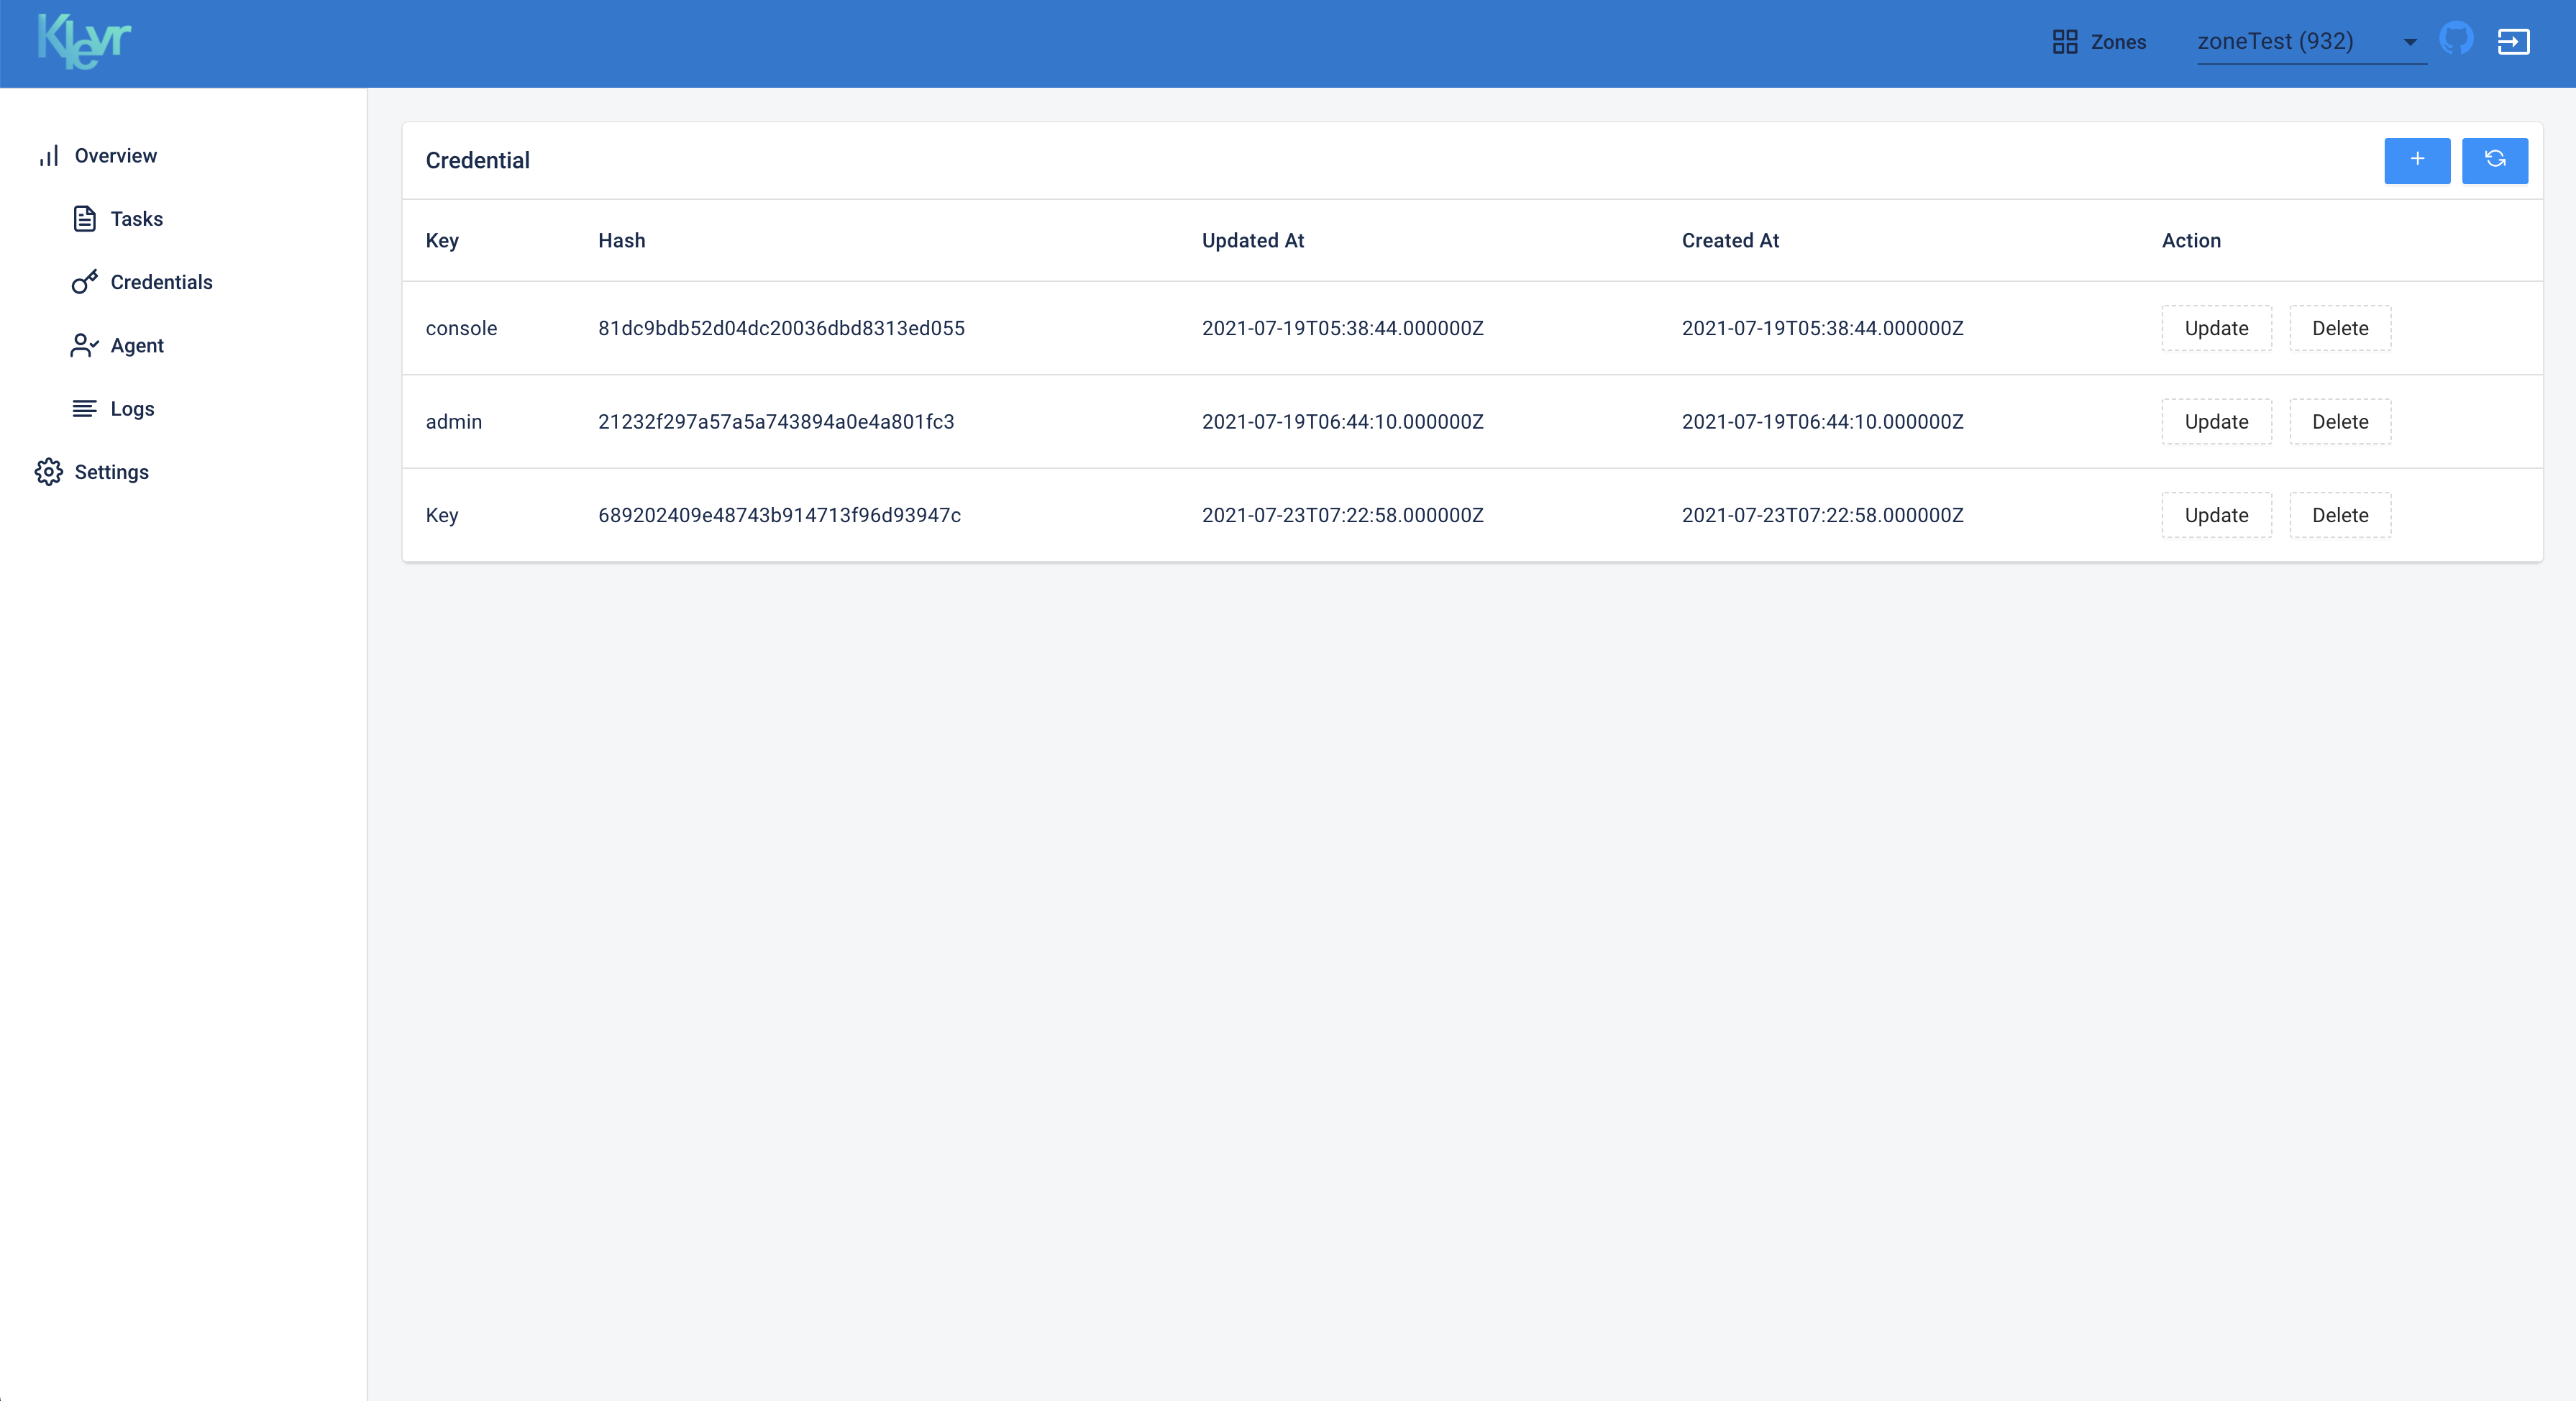 Klevr
Zones
zoneTest (932)
Overview
Tasks
Credentials
Agent
Logs
Settings
Credential
Key Hash Updated At Created At Action
console 81dc9bdb52d04dc20036dbd8313ed055 2021-07-19T05:38:44.000000Z 2021-07-19T05:38:44.000000Z Update Delete
admin 21232f297a57a5a743894a0e4a801fc3 2021-07-19T06:44:10.000000Z 2021-07-19T06:44:10.000000Z Update Delete
Key 689202409e48743b914713f96d93947c 2021-07-23T07:22:58.000000Z 2021-07-23T07:22:58.000000Z Update Delete